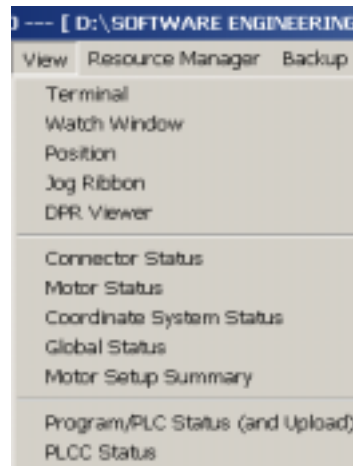 --- [ D:\SOFTWARE ENGINEERING
View Resource Manager Backup
Terminal
Watch Window
Position
Jog Ribbon
DPR Viewer
Connector Status
Motor Status
Coordinate System Status
Global Status
Motor Setup Summary
Program/PLC Status (and Upload)
PLCC Status